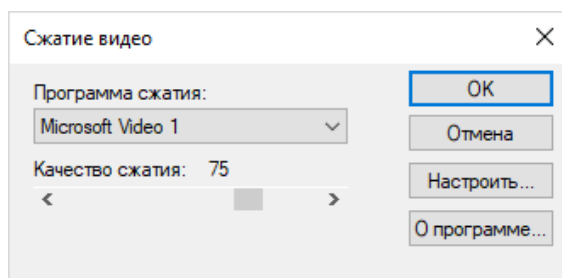 Сжатие видео
Программа сжатия:
Microsoft Video 1
Качество сжатия: 75
OK
Отмена
Настроить...
О программе...